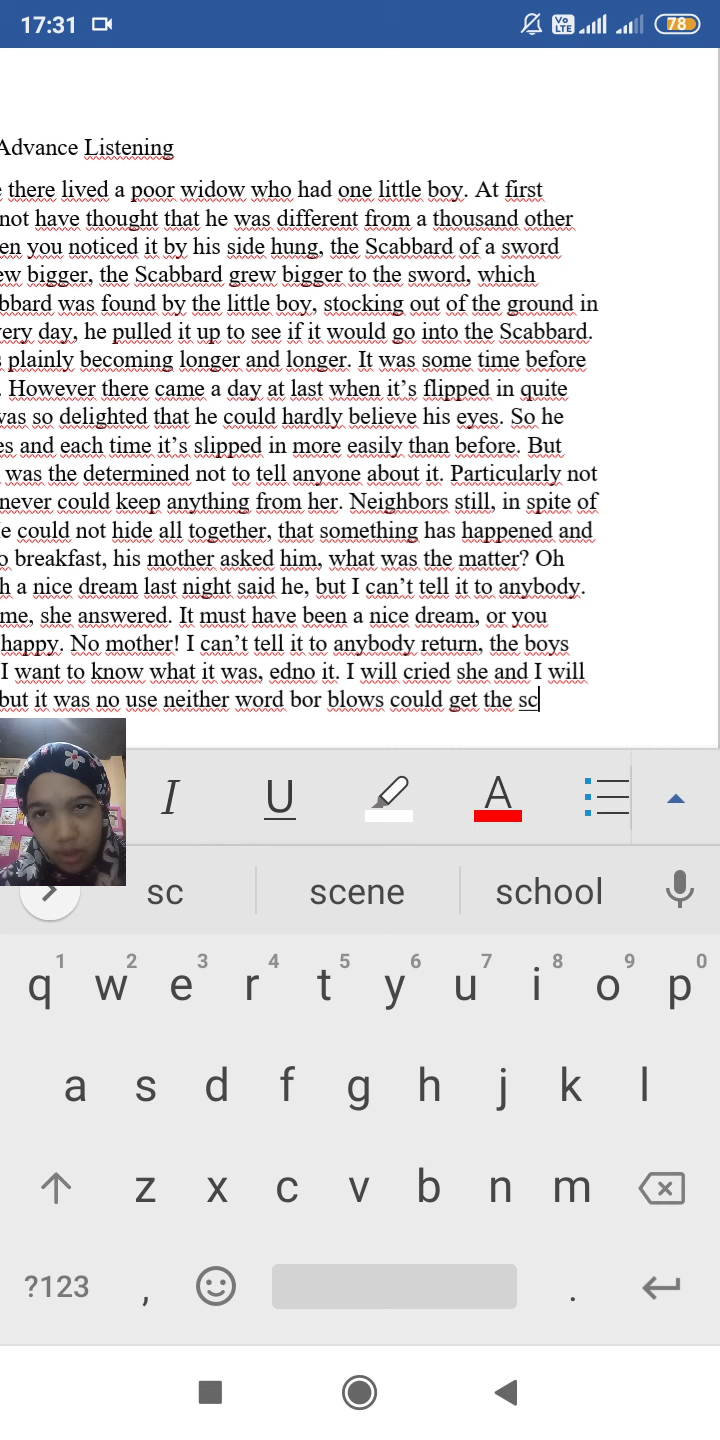 17:31
Vo LTE
78
Advance Listening
there lived a poor widow who had one little boy. At first
not have thought that he was different from a thousand other
en you noticed it by his side hung, the Scabbard of a sword
ew bigger, the Scabbard grew bigger to the sword, which
bbard was found by the little boy, stocking out of the ground in
very day, he pulled it up to see if it would go into the Scabbard.
plainly becoming longer and longer. It was some time before
. However there came a day at last when it’s flipped in quite
was so delighted that he could hardly believe his eyes. So he
es and each time it’s slipped in more easily than before. But
was the determined not to tell anyone about it. Particularly not
never could keep anything from her. Neighbors still, in spite of
e could not hide all together, that something has happened and
o breakfast, his mother asked him, what was the matter? Oh
h a nice dream last night said he, but I can’t tell it to anybody.
me, she answered. It must have been a nice dream, or you
happy. No mother! I can’t tell it to anybody return, the boys
I want to know what it was, edno it. I will cried she and I will
but it was no use neither word bor blows could get the sc
I U A
sc scene school
1 2 3 4 5 6 7 8 9 0
q w e r t y u i o p
a s d f g h j k l
z x c v b n m
?123 , .